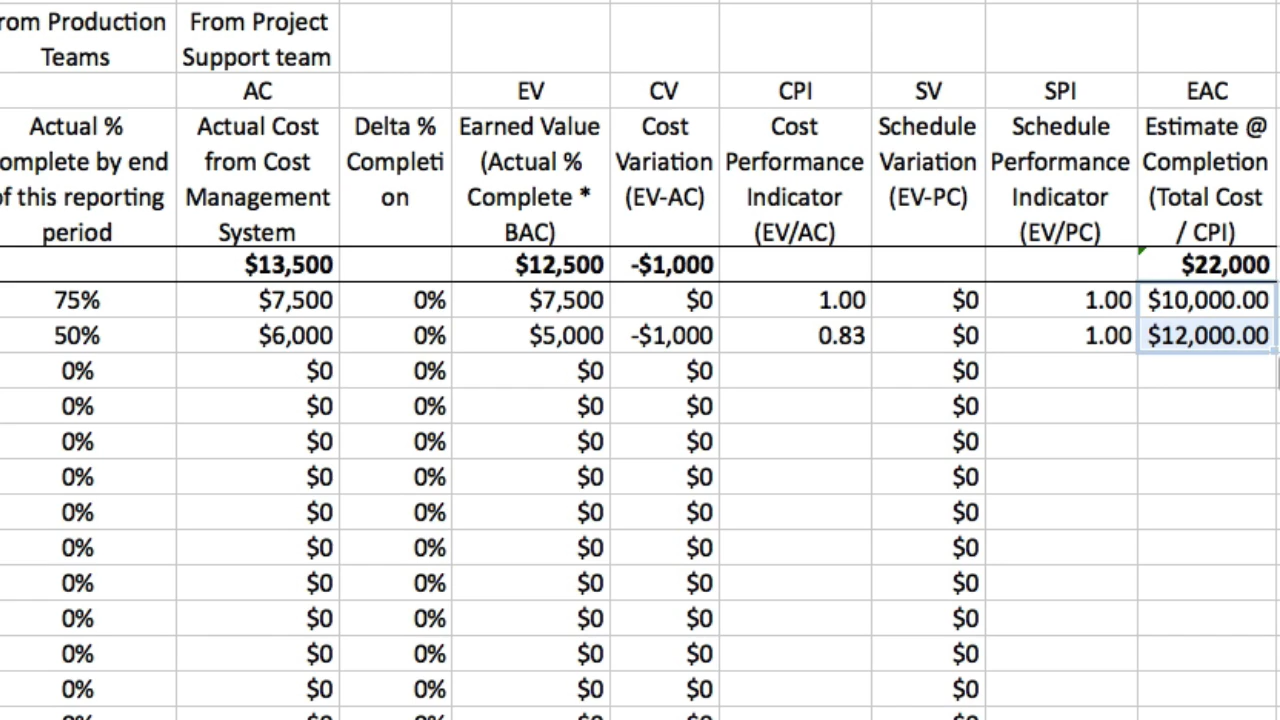 rom Production From Project
Teams Support team
AC EV CV CPI SV SPI EAC
Actual % Actual Cost Delta % Earned Value Cost Cost Schedule Schedule Estimate @
omplete by end from Cost Completi (Actual % Variation Performance Variation Performance Completion
of this reporting Management on Complete * (EV-AC) Indicator (EV-PC) Indicator (Total Cost
period System BAC) (EV/AC) (EV/PC) / CPI)
$13,500 $12,500 -$1,000 $22,000
75% $7,500 0% $7,500 $0 1.00 $0 1.00 $10,000.00
50% $6,000 0% $5,000 -$1,000 0.83 $0 1.00 $12,000.00
0% $0 0% $0 $0 $0
0% $0 0% $0 $0 $0
0% $0 0% $0 $0 $0
0% $0 0% $0 $0 $0
0% $0 0% $0 $0 $0
0% $0 0% $0 $0 $0
0% $0 0% $0 $0 $0
0% $0 0% $0 $0 $0
0% $0 0% $0 $0 $0
0% $0 0% $0 $0 $0